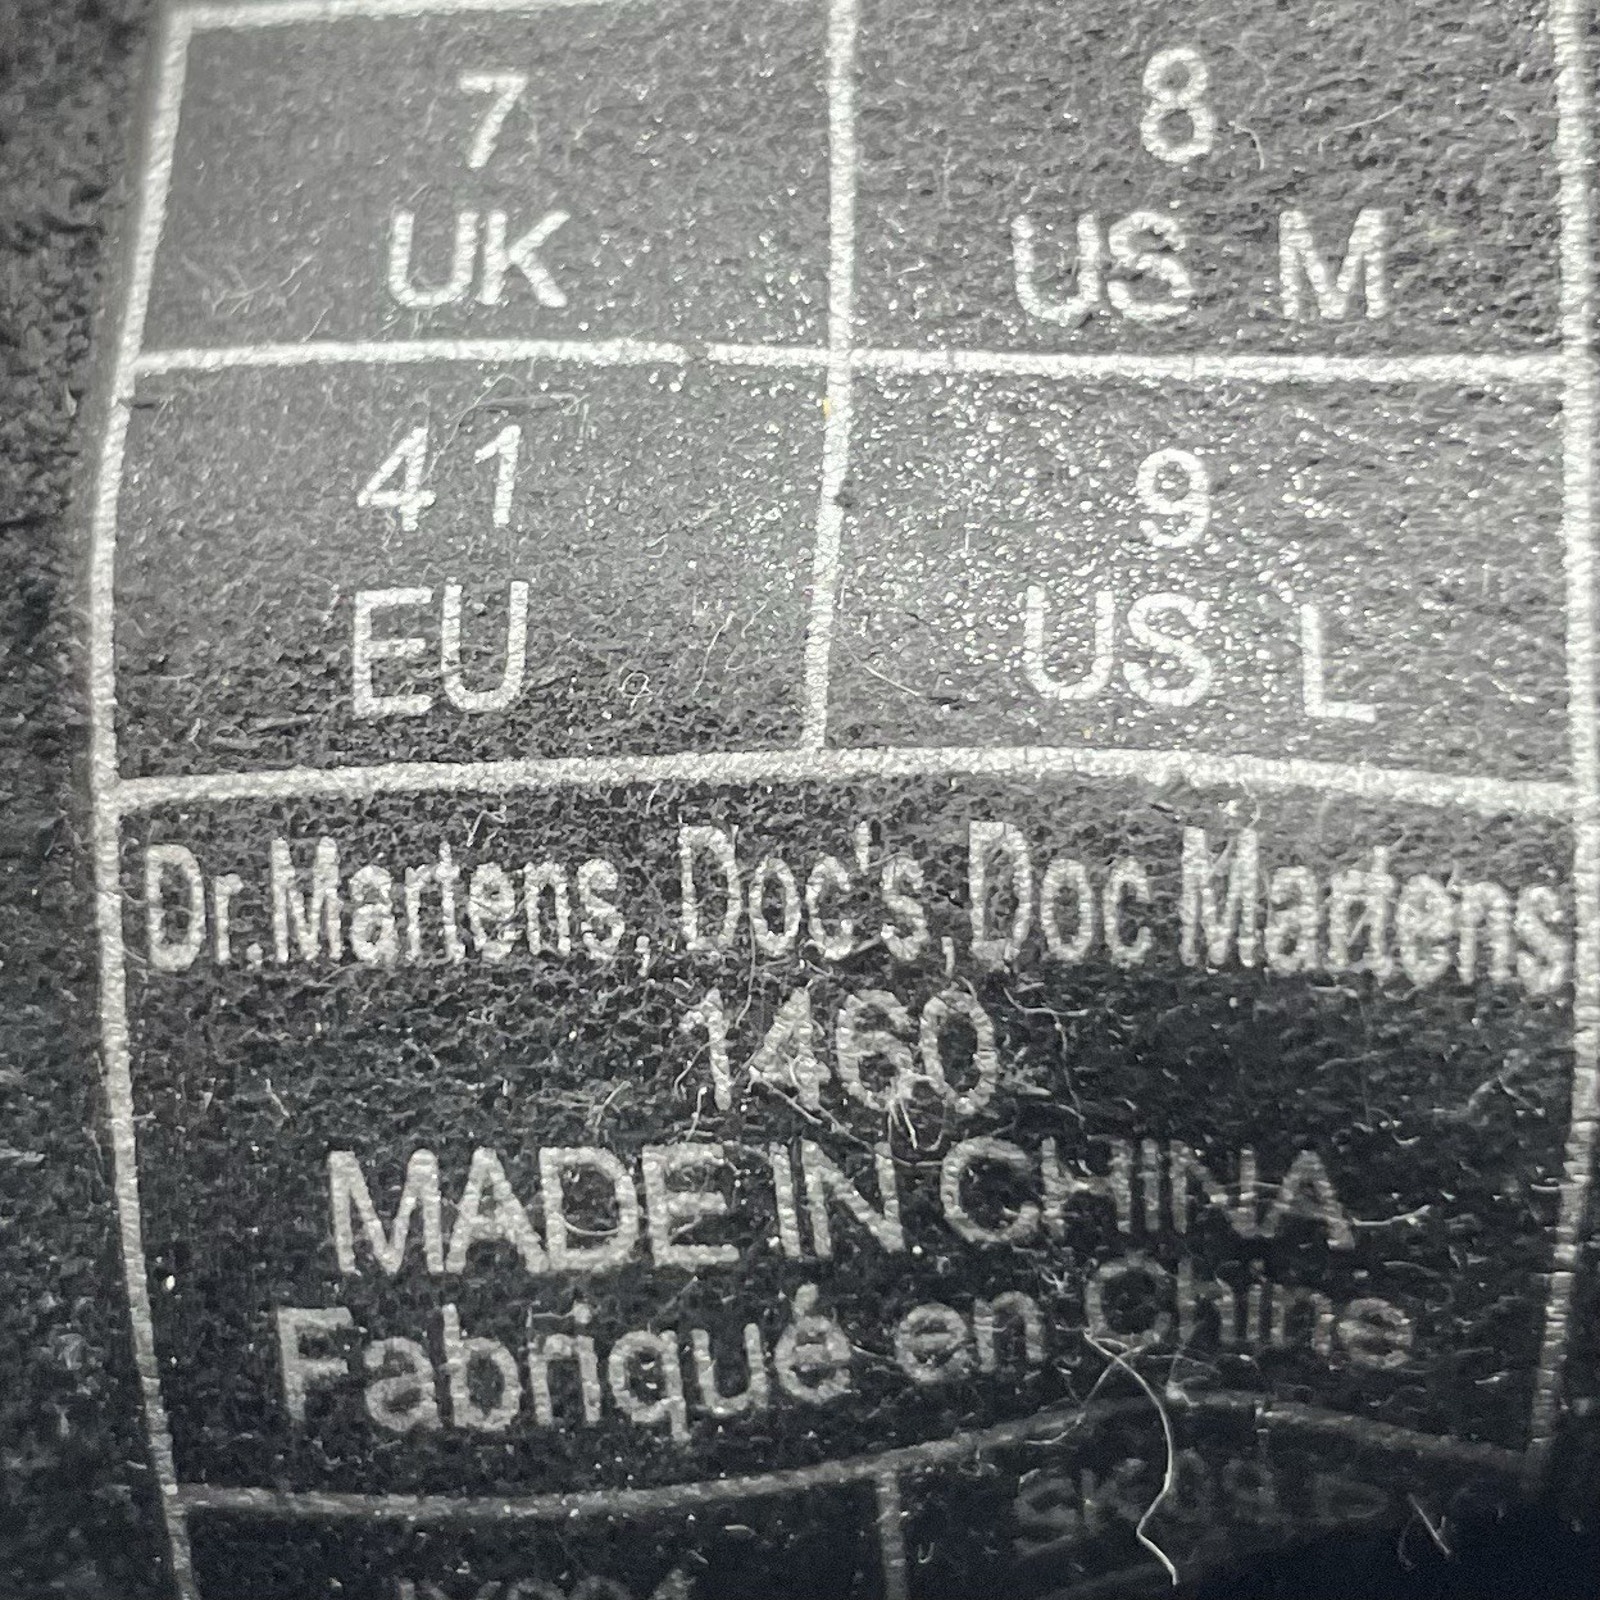 7
UK
8
US M
41
EU
9
US L
Dr.Martens, Doc's, Doc Martens
1460
MADE IN CHINA
Fabriqué en Chine